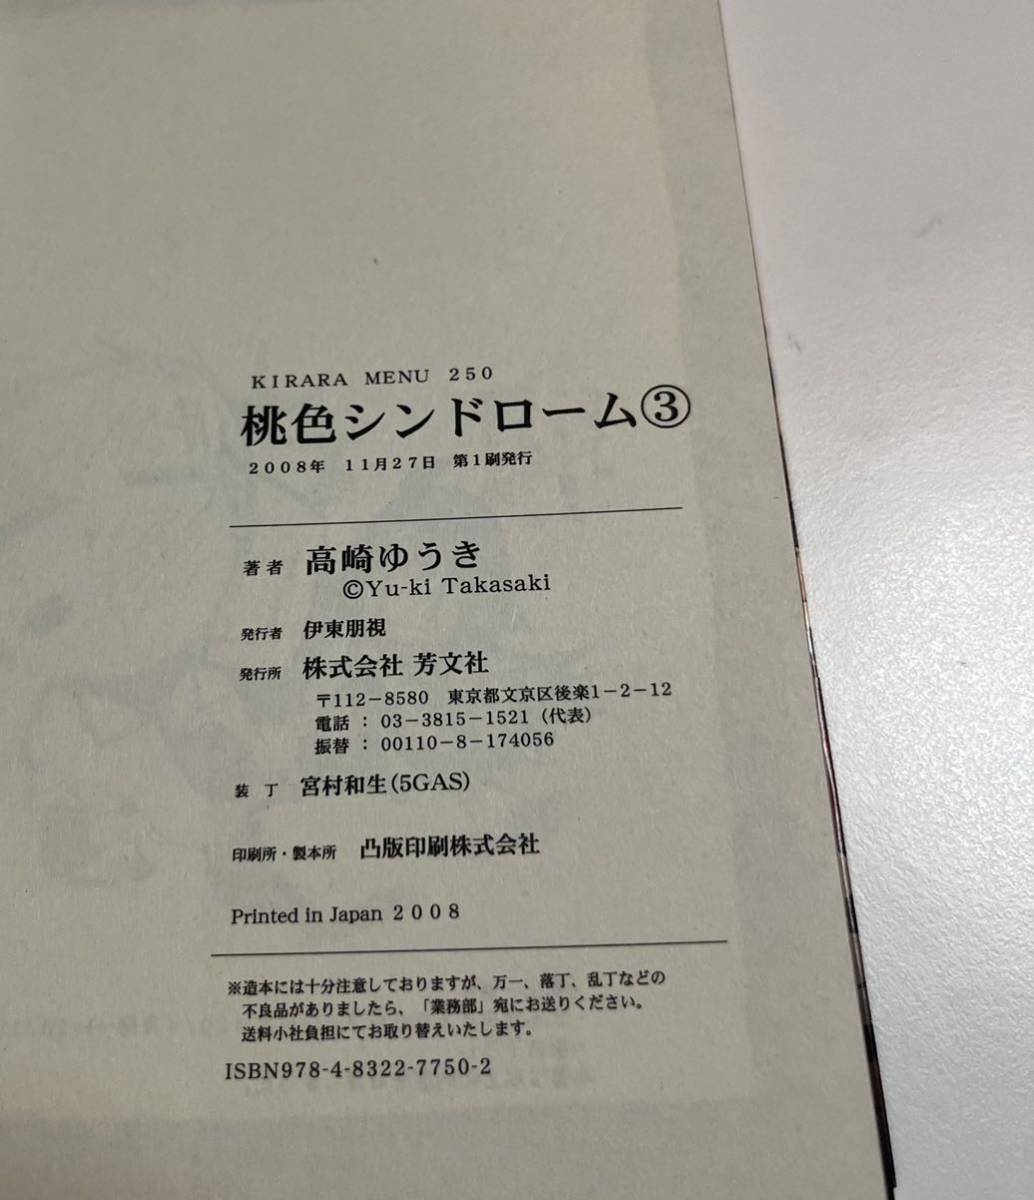 KIRARA MENU 250
桃色シンドローム③
2008年 11月27日 第1刷発行
著者 高崎ゆうき
©Yu-ki Takasaki
発行者 伊東朋視
発行所 株式会社 芳文社
〒112-8580 東京都文京区後楽1-2-12
電話 : 03-3815-1521 (代表)
振替 : 00110-8-174056
装丁 宮村和生(5GAS)
印刷所・製本所 凸版印刷株式会社
Printed in Japan 2008
※造本には十分注意しておりますが、万一、落丁、乱丁などの
不良品がありましたら、「業務部」宛にお送りください。
送料小社負担にてお取り替えいたします。
ISBN978-4-8322-7750-2